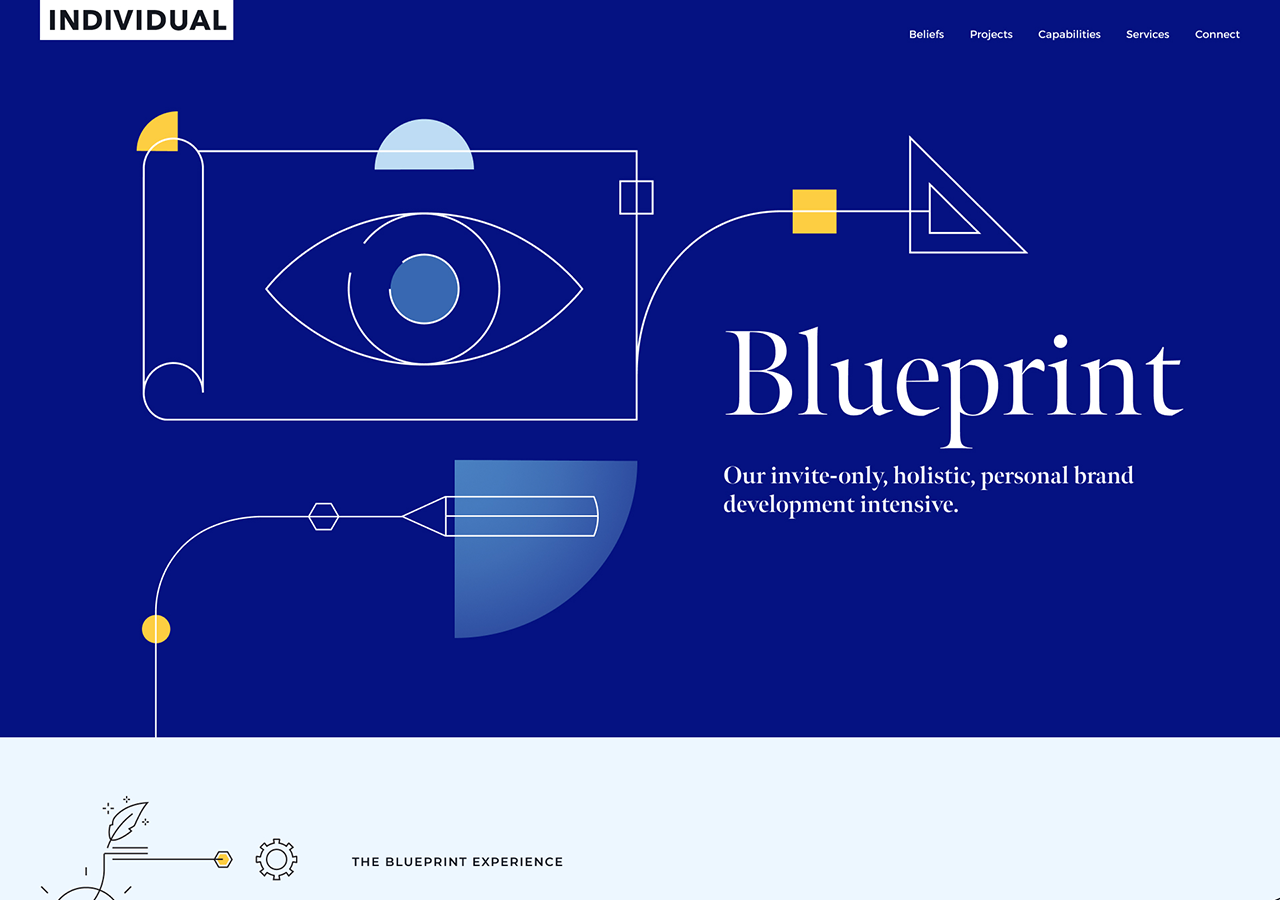 INDIVIDUAL
Beliefs Projects Capabilities Services Connect
Blueprint
Our invite-only, holistic, personal brand
development intensive.
THE BLUEPRINT EXPERIENCE